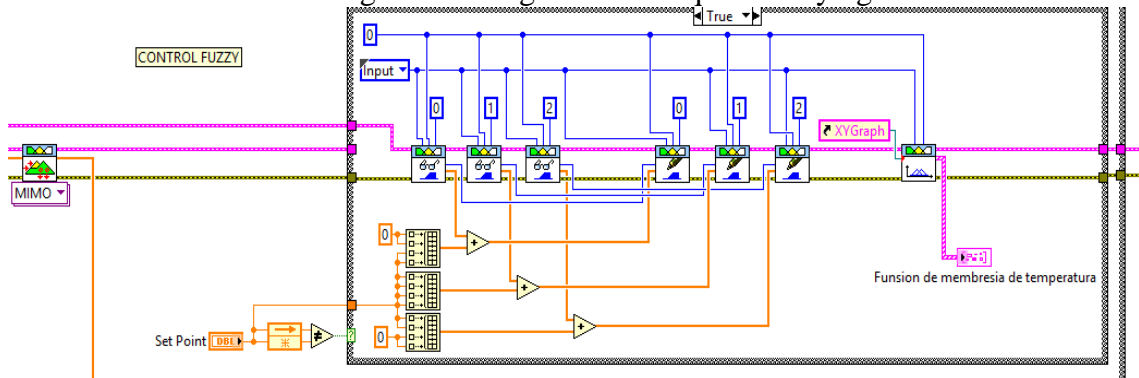 True
CONTROL FUZZY
0
Input
0
1
2
0
1
2
XYGraph
MIMO
0
Funsion de membresia de temperatura
Set Point
DBL
0
?